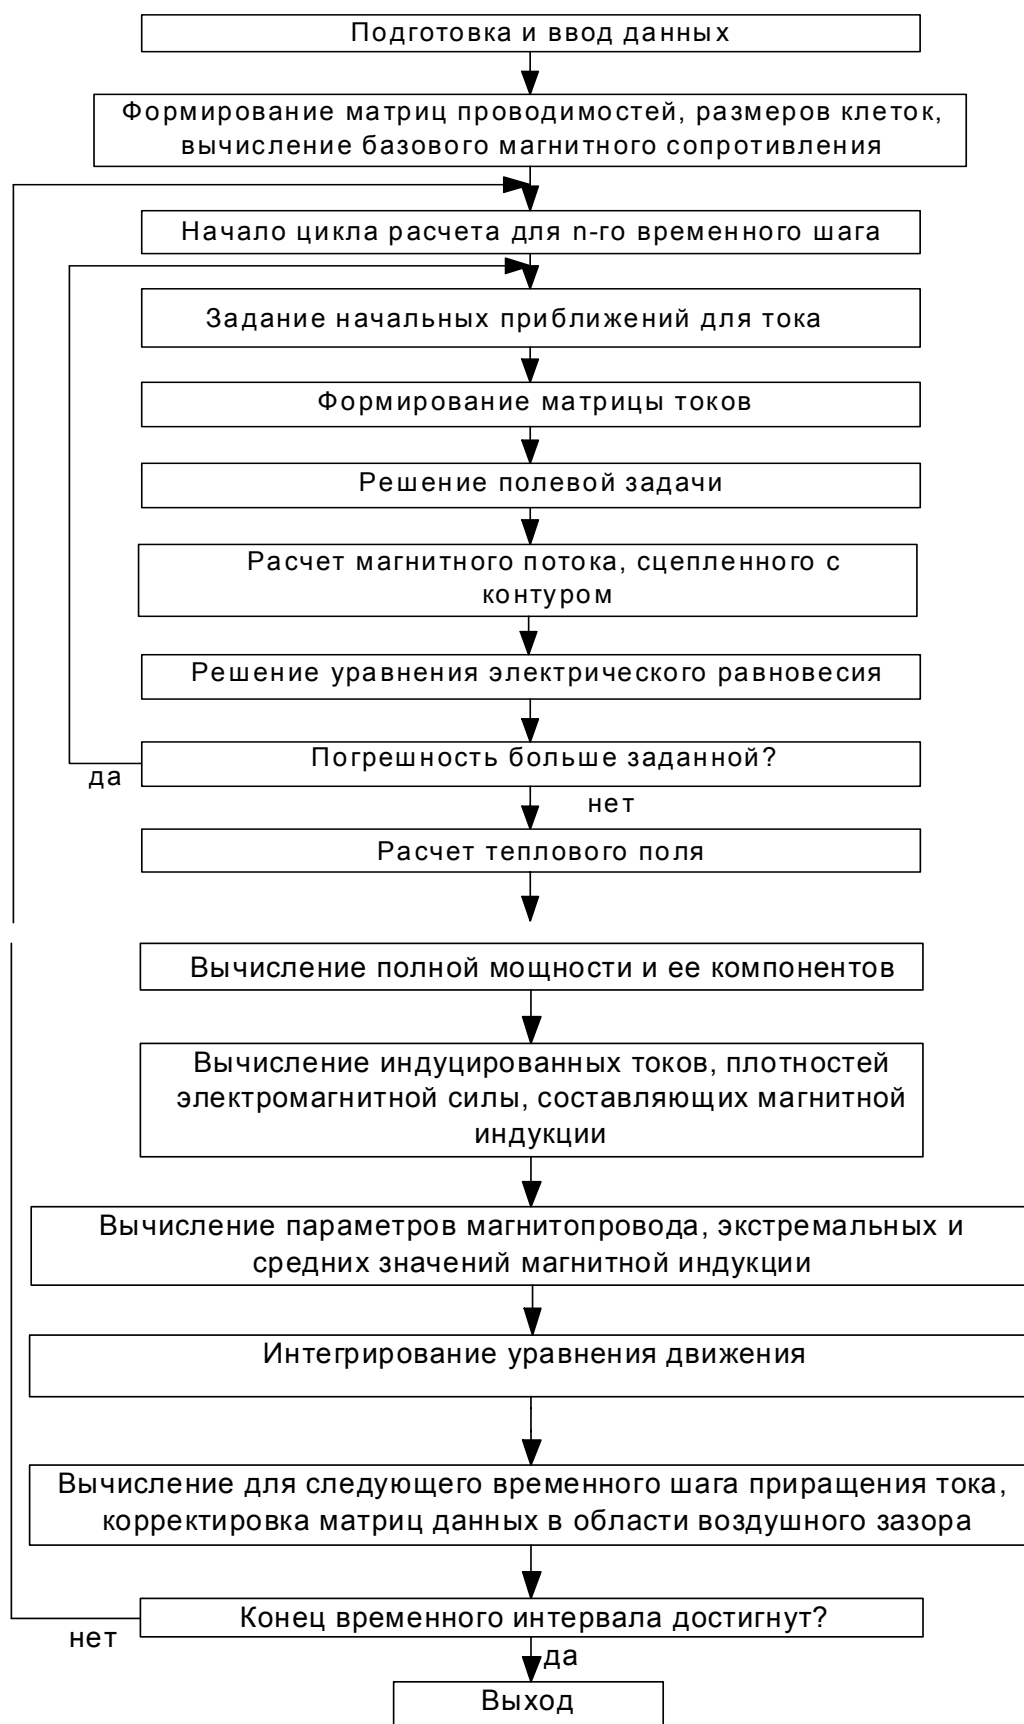 Подготовка и ввод данных
Формирование матриц проводимостей, размеров клеток,
вычисление базового магнитного сопротивления
Начало цикла расчета для n-го временного шага
Задание начальных приближений для тока
Формирование матрицы токов
Решение полевой задачи
Расчет магнитного потока, сцепленного с
контуром
Решение уравнения электрического равновесия
Погрешность больше заданной?
да
нет
Расчет теплового поля
Вычисление полной мощности и ее компонентов
Вычисление индуцированных токов, плотностей
электромагнитной силы, составляющих магнитной
индукции
Вычисление параметров магнитопровода, экстремальных и
средних значений магнитной индукции
Интегрирование уравнения движения
Вычисление для следующего временного шага приращения тока,
корректировка матриц данных в области воздушного зазора
Конец временного интервала достигнут?
нет
да
Выход